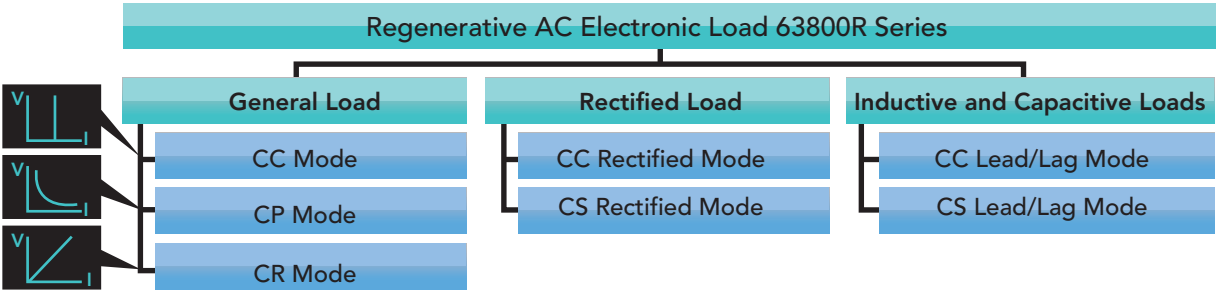 Regenerative AC Electronic Load 63800R Series
General Load
Rectified Load
Inductive and Capacitive Loads
V
I
CC Mode
CC Rectified Mode
CC Lead/Lag Mode
V
I
CP Mode
CS Rectified Mode
CS Lead/Lag Mode
V
I
CR Mode